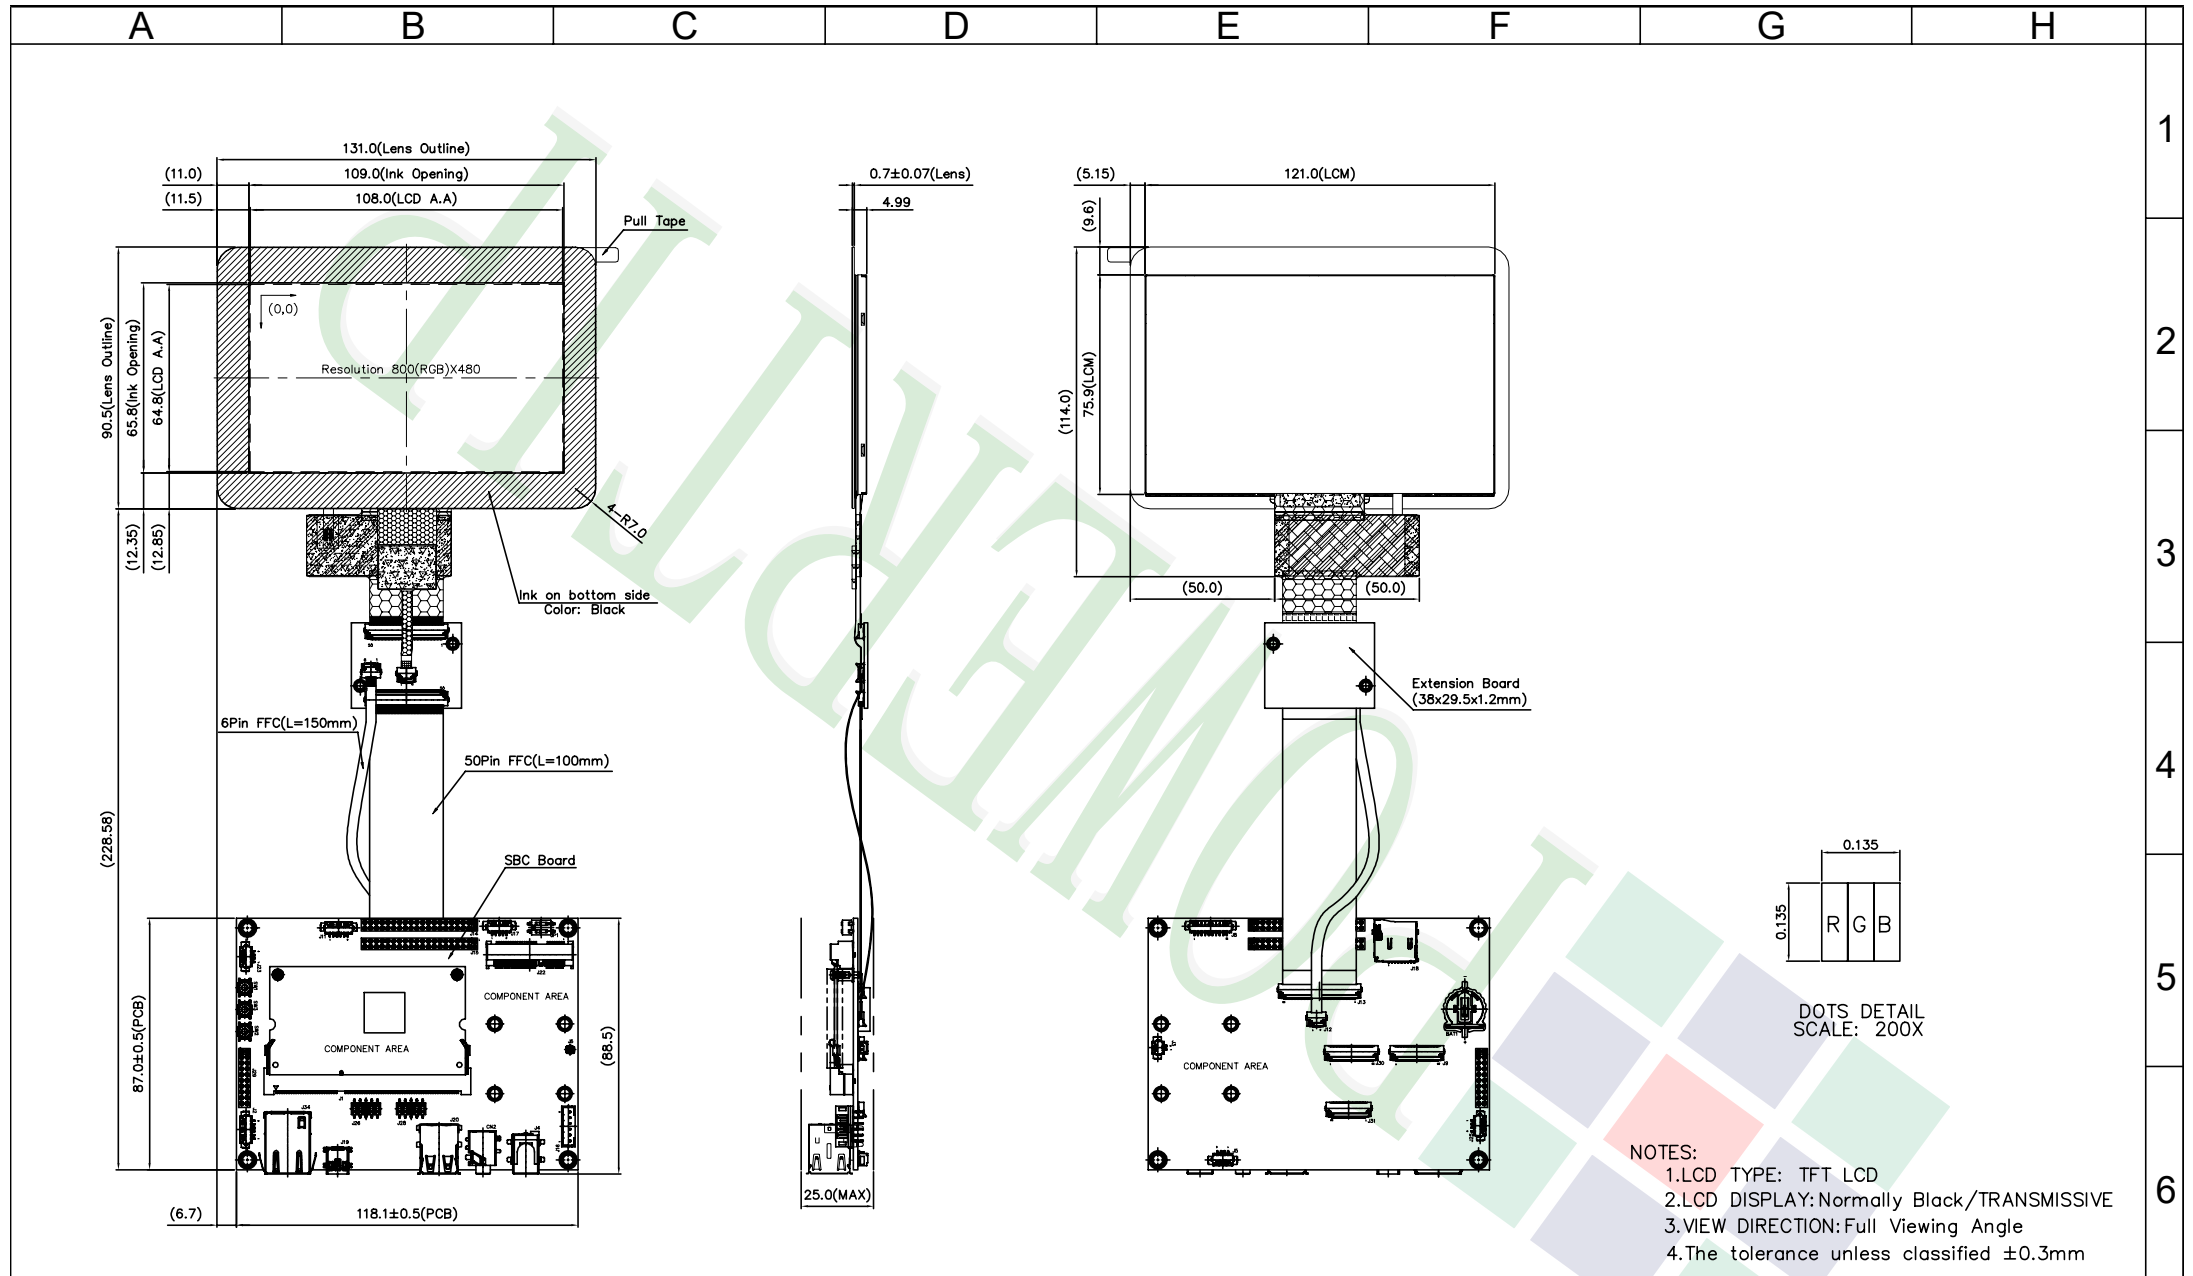 A B C D E F G H
1
2
3
4
5
6
131.0(Lens Outline)
(11.0)
109.0(Ink Opening)
(11.5)
108.0(LCD A.A)
Pull Tape
90.5(Lens Outline)
65.8(Ink Opening)
64.8(LCD A.A)
(0,0)
Resolution 800(RGB)X480
4-R7.0
(12.35)
(12.85)
Ink on bottom side
Color: Black
6Pin FFC(L=150mm)
50Pin FFC(L=100mm)
(228.58)
SBC Board
COMPONENT AREA
COMPONENT AREA
87.0±0.5(PCB)
(88.5)
(6.7)
118.1±0.5(PCB)
0.7±0.07(Lens)
4.99
25.0(MAX)
(5.15)
121.0(LCM)
(9.6)
(114.0)
75.9(LCM)
(50.0)
(50.0)
Extension Board
(38x29.5x1.2mm)
COMPONENT AREA
0.135
0.135
R G B
DOTS DETAIL
SCALE: 200X
NOTES:
1.LCD TYPE: TFT LCD
2.LCD DISPLAY:Normally Black/TRANSMISSIVE
3.VIEW DIRECTION:Full Viewing Angle
4.The tolerance unless classified ±0.3mm
POWERTIP